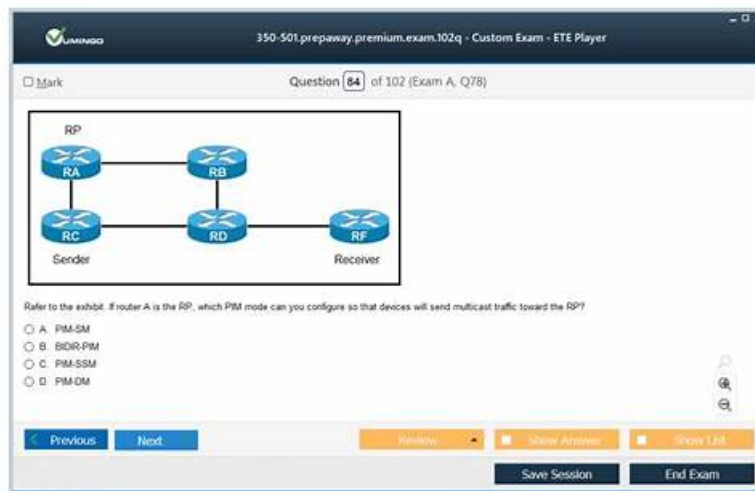 VUMINGO
350-501.prepaway.premium.exam.102q - Custom Exam - ETE Player
Mark
Question 84 of 102 (Exam A, Q78)
RP
RA
RB
RC
RD
RF
Sender
Receiver
Refer to the exhibit. If router A is the RP, which PIM mode can you configure so that devices will send multicast traffic toward the RP?
A. PIM-SM
B. BIDIR-PIM
C. PIM-SSM
D. PIM-DM
Previous
Next
Review
Show Answer
Show List
Save Session
End Exam